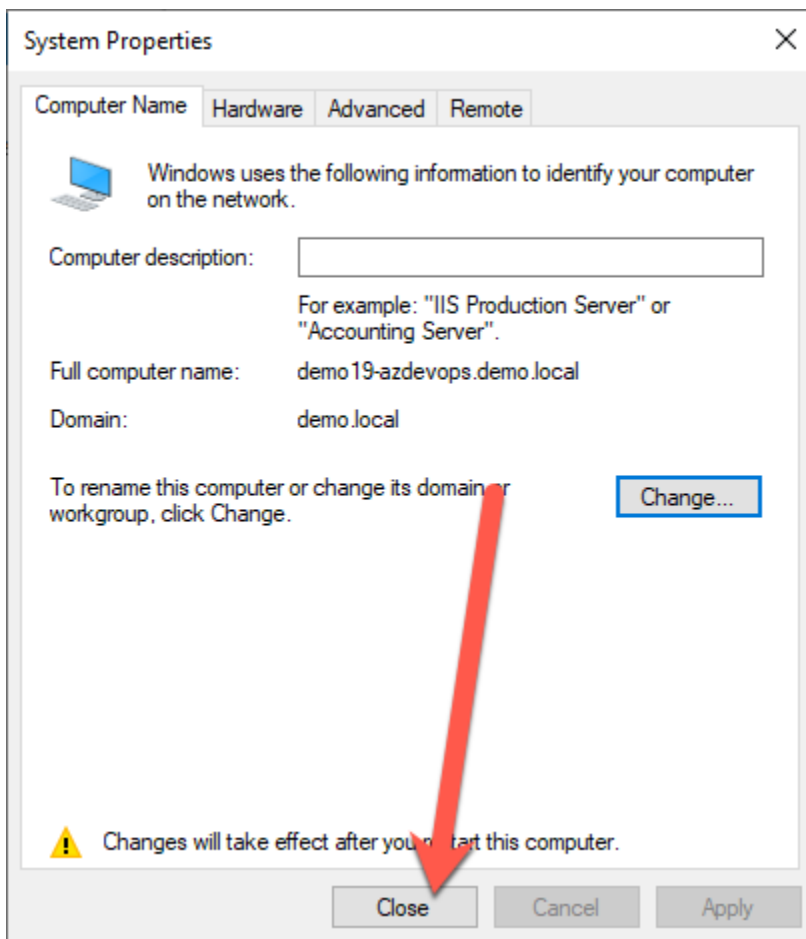 System Properties
Computer Name Hardware Advanced Remote
Windows uses the following information to identify your computer
on the network.
Computer description:
For example: "IIS Production Server" or
"Accounting Server".
Full computer name: demo19-azdevops.demo.local
Domain: demo.local
To rename this computer or change its domain or
workgroup, click Change.
Change...
Changes will take effect after you restart this computer.
Close Cancel Apply